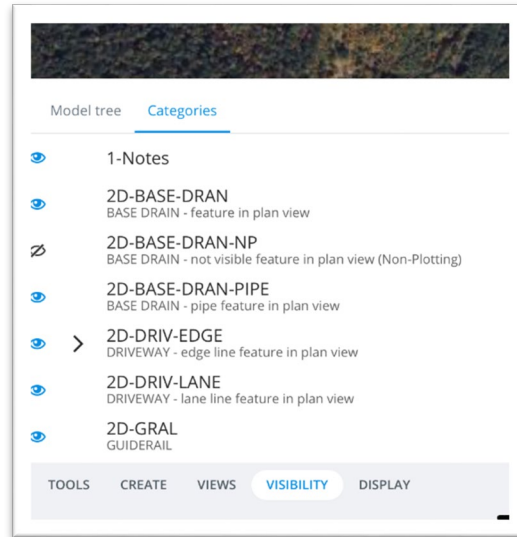 Model tree Categories
1-Notes
2D-BASE-DRAN
BASE DRAIN - feature in plan view
2D-BASE-DRAN-NP
BASE DRAIN - not visible feature in plan view (Non-Plotting)
2D-BASE-DRAN-PIPE
BASE DRAIN - pipe feature in plan view
2D-DRIV-EDGE
DRIVEWAY - edge line feature in plan view
2D-DRIV-LANE
DRIVEWAY - lane line feature in plan view
2D-GRAL
GUIDERAIL
TOOLS CREATE VIEWS VISIBILITY DISPLAY